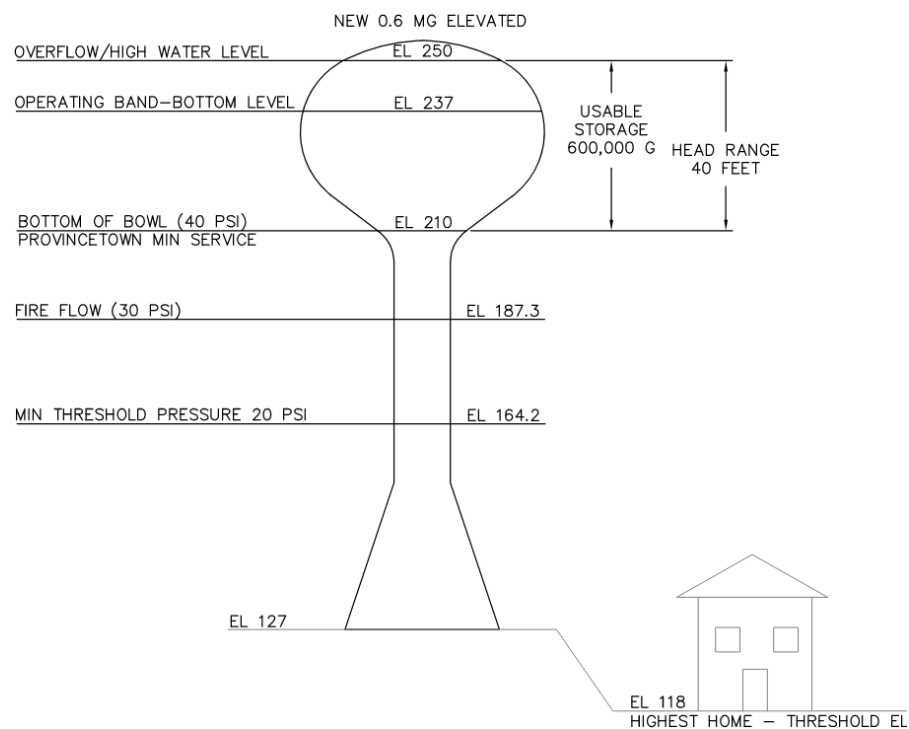 NEW 0.6 MG ELEVATED
OVERFLOW/HIGH WATER LEVEL
EL 250
OPERATING BAND-BOTTOM LEVEL
EL 237
USABLE
STORAGE
600,000 G
HEAD RANGE
40 FEET
BOTTOM OF BOWL (40 PSI)
EL 210
PROVINCETOWN MIN SERVICE
FIRE FLOW (30 PSI)
EL 187.3
MIN THRESHOLD PRESSURE 20 PSI
EL 164.2
EL 127
EL 118
HIGHEST HOME - THRESHOLD EL